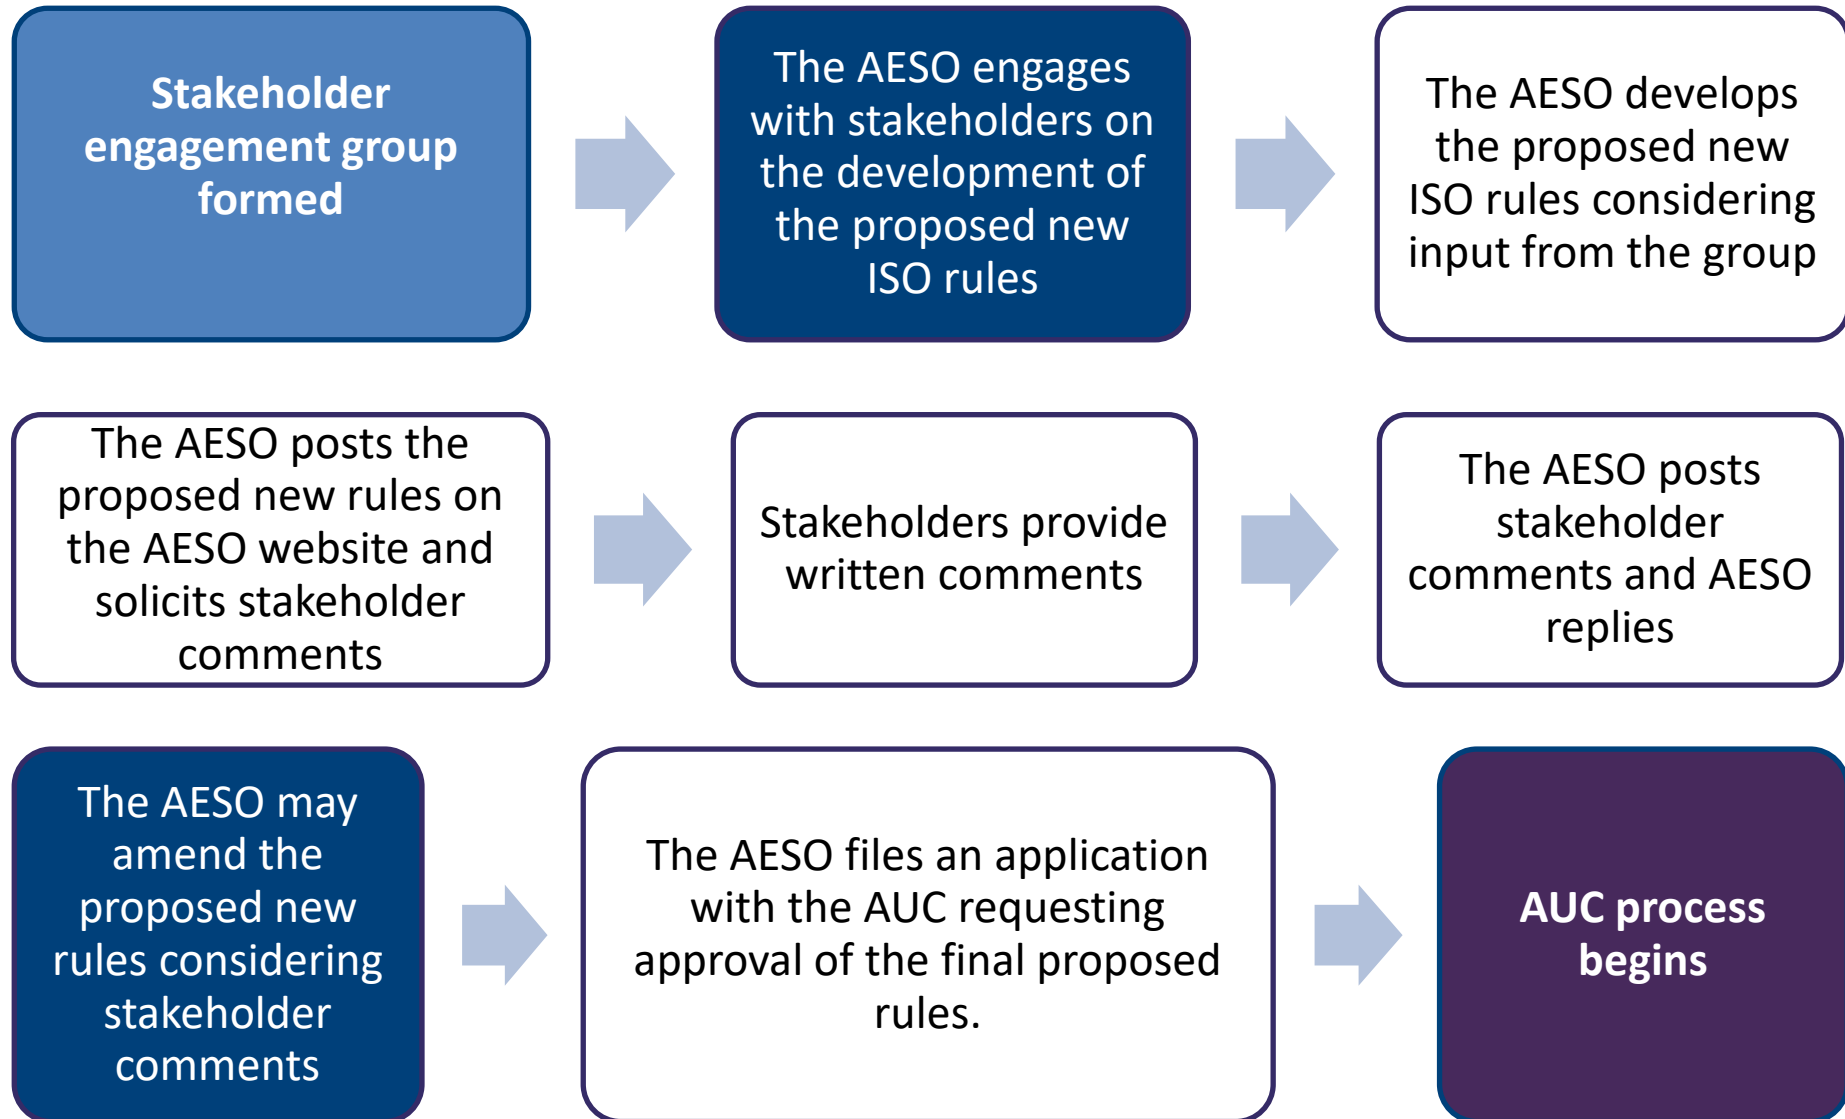 Stakeholder
engagement group
formed
The AESO engages
with stakeholders on
the development of
the proposed new
ISO rules
The AESO develops
the proposed new
ISO rules considering
input from the group
The AESO posts the
proposed new rules on
the AESO website and
solicits stakeholder
comments
Stakeholders provide
written comments
The AESO posts
stakeholder
comments and AESO
replies
The AESO may
amend the
proposed new
rules considering
stakeholder
comments
The AESO files an application
with the AUC requesting
approval of the final proposed
rules.
AUC process
begins